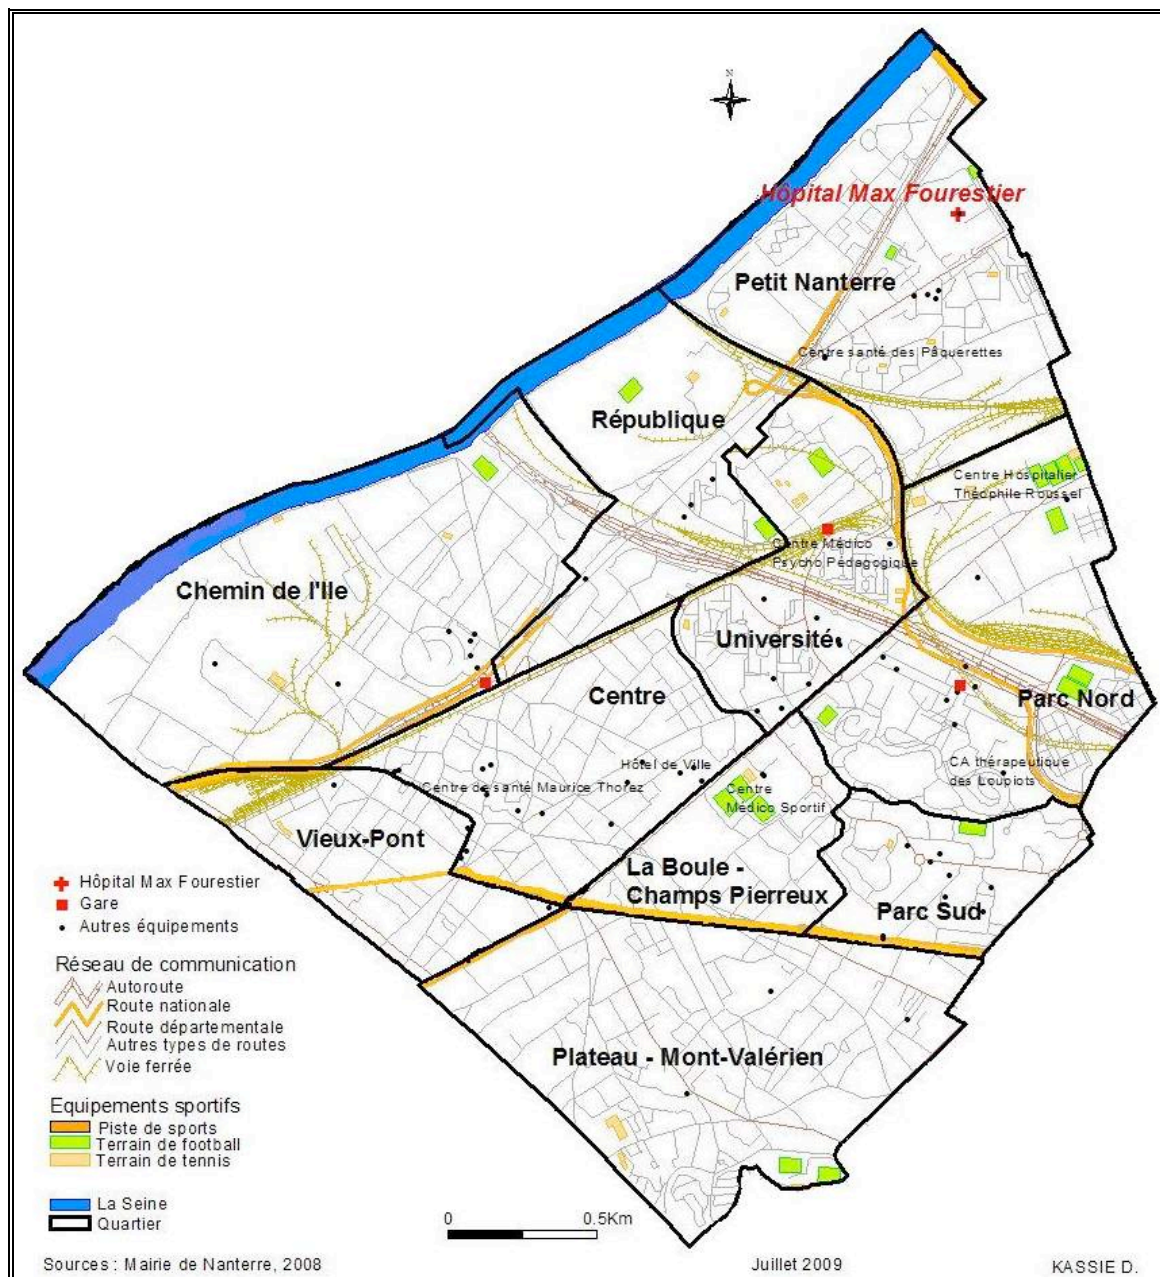 N
Hôpital Max Fourestier
Petit Nanterre
Centre santé des Pâquerettes
République
Centre Hospitalier
Théophile Roussel
Centre Médico
Psycho Pédagogique
Chemin de l'Ile
Université
Centre
Parc Nord
Hôtel de Ville
CA thérapeutique
des Loupiots
Centre de santé Maurice Thorez
Centre
Médico Sportif
Vieux-Pont
La Boule -
Champs Pierreux
Parc Sud
Plateau - Mont-Valérien
Hôpital Max Fourestier
Gare
Autres équipements
Réseau de communication
Autoroute
Route nationale
Route départementale
Autres types de routes
Voie ferrée
Equipements sportifs
Piste de sports
Terrain de football
Terrain de tennis
La Seine
Quartier
0 0.5Km
Sources : Mairie de Nanterre, 2008 Juillet 2009 KASSIE D.